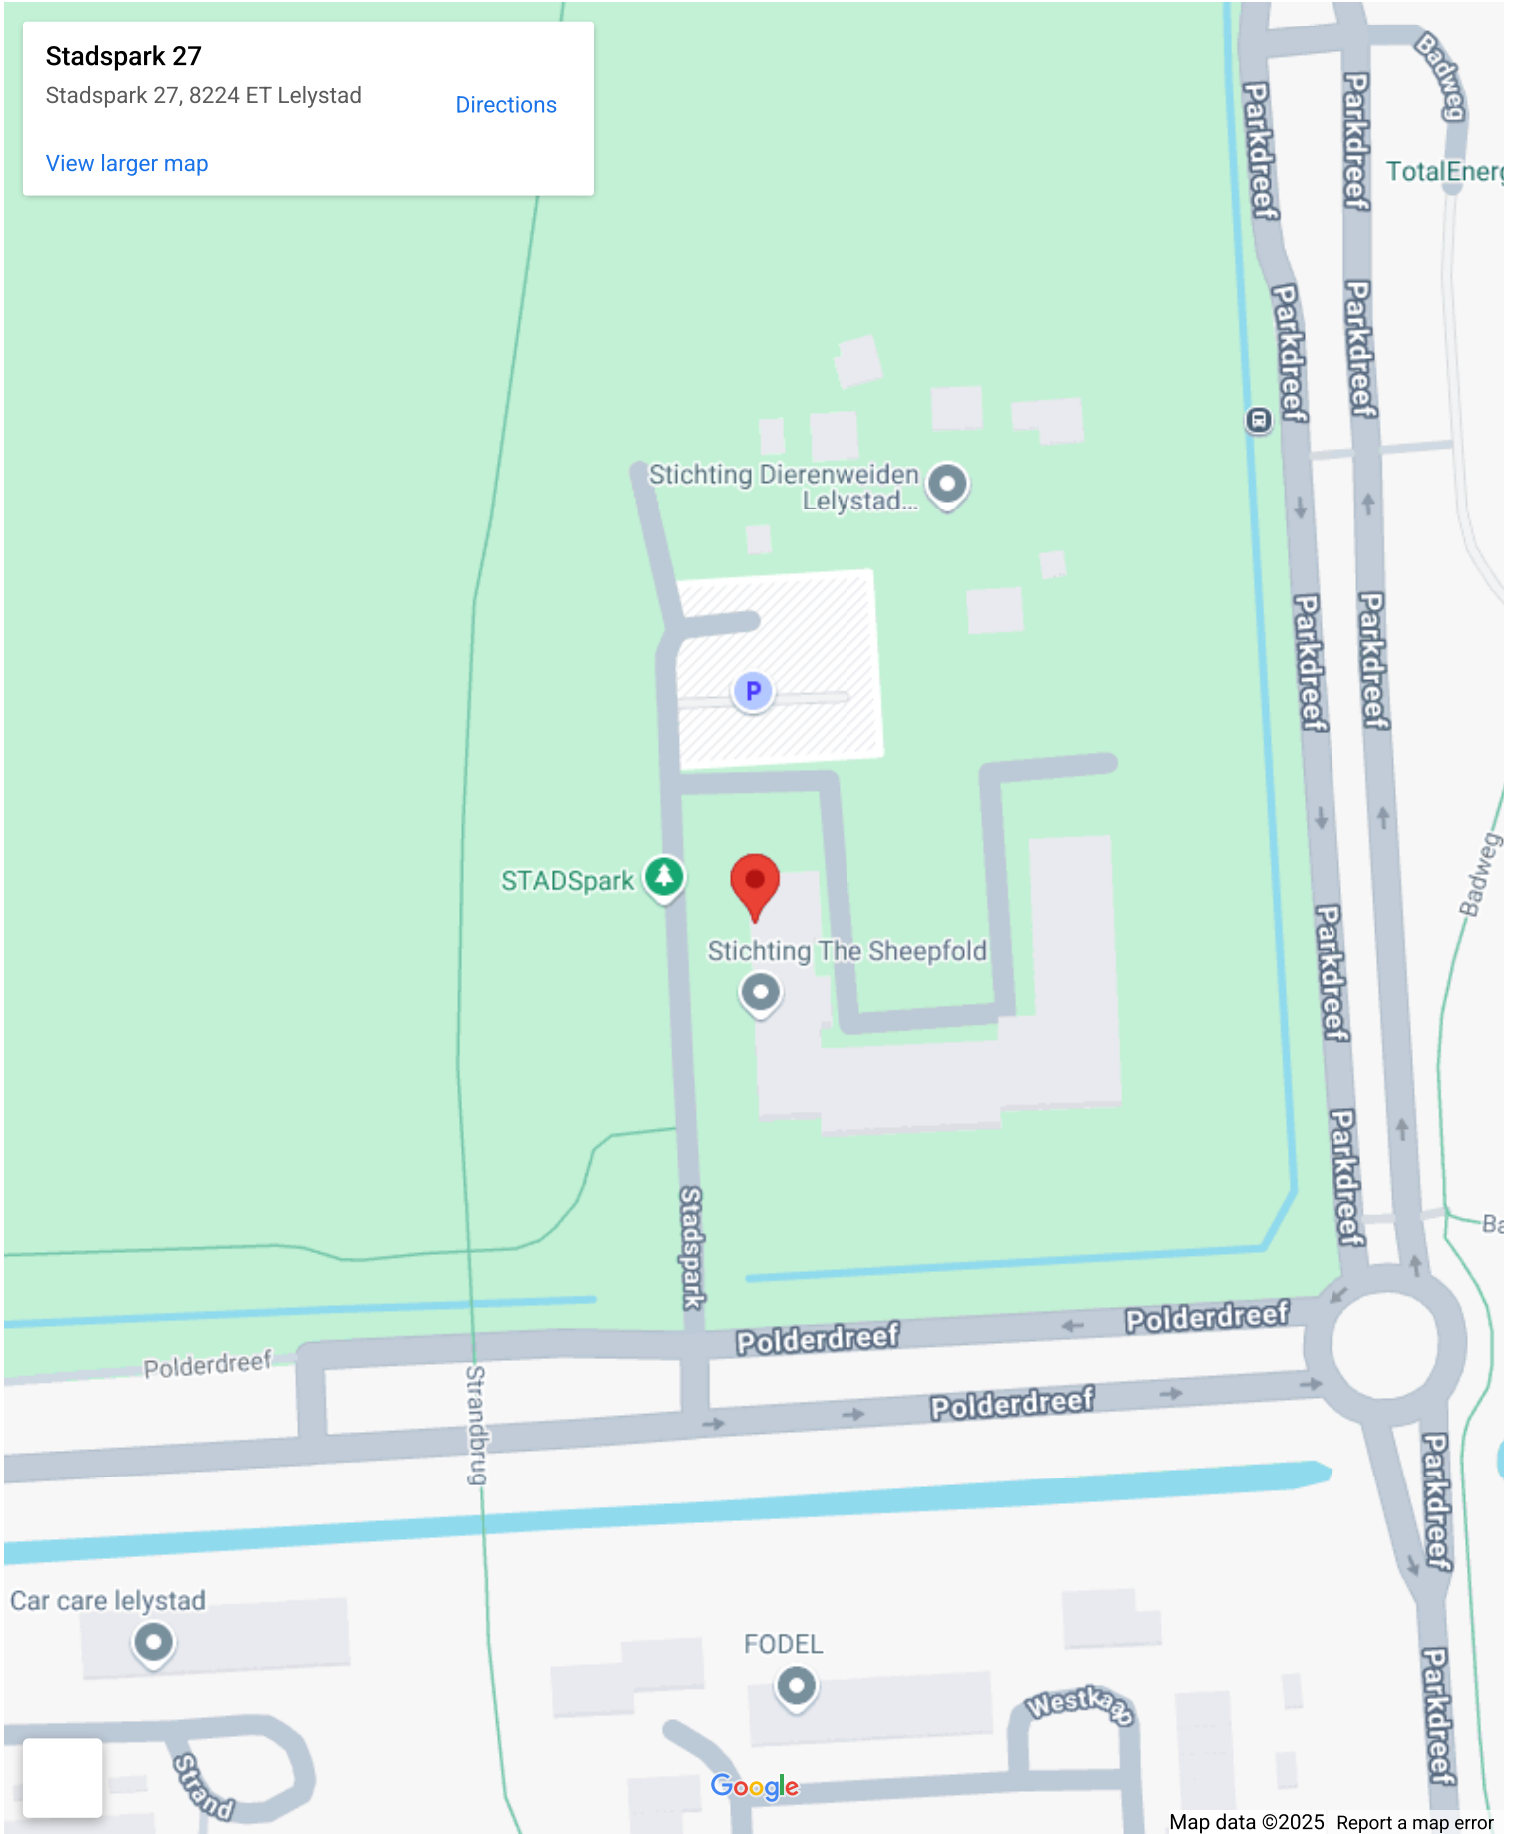 Stadspark 27
Stadspark 27, 8224 ET Lelystad
Directions
View larger map
Badweg
Parkdreef
Parkdreef
TotalEnerg
Parkdreef
Parkdreef
Stichting Dierenweiden
Lelystad...
Parkdreef
Parkdreef
P
STADSpark
Badweg
Stichting The Sheepfold
Parkdreef
Parkdreef
Stadspark
Ba
Polderdreef
Polderdreef
Polderdreef
Strandbrug
Polderdreef
Parkdreef
Car care lelystad
FODEL
Westkaap
Parkdreef
Strand
Google
Map data ©2025
Report a map error